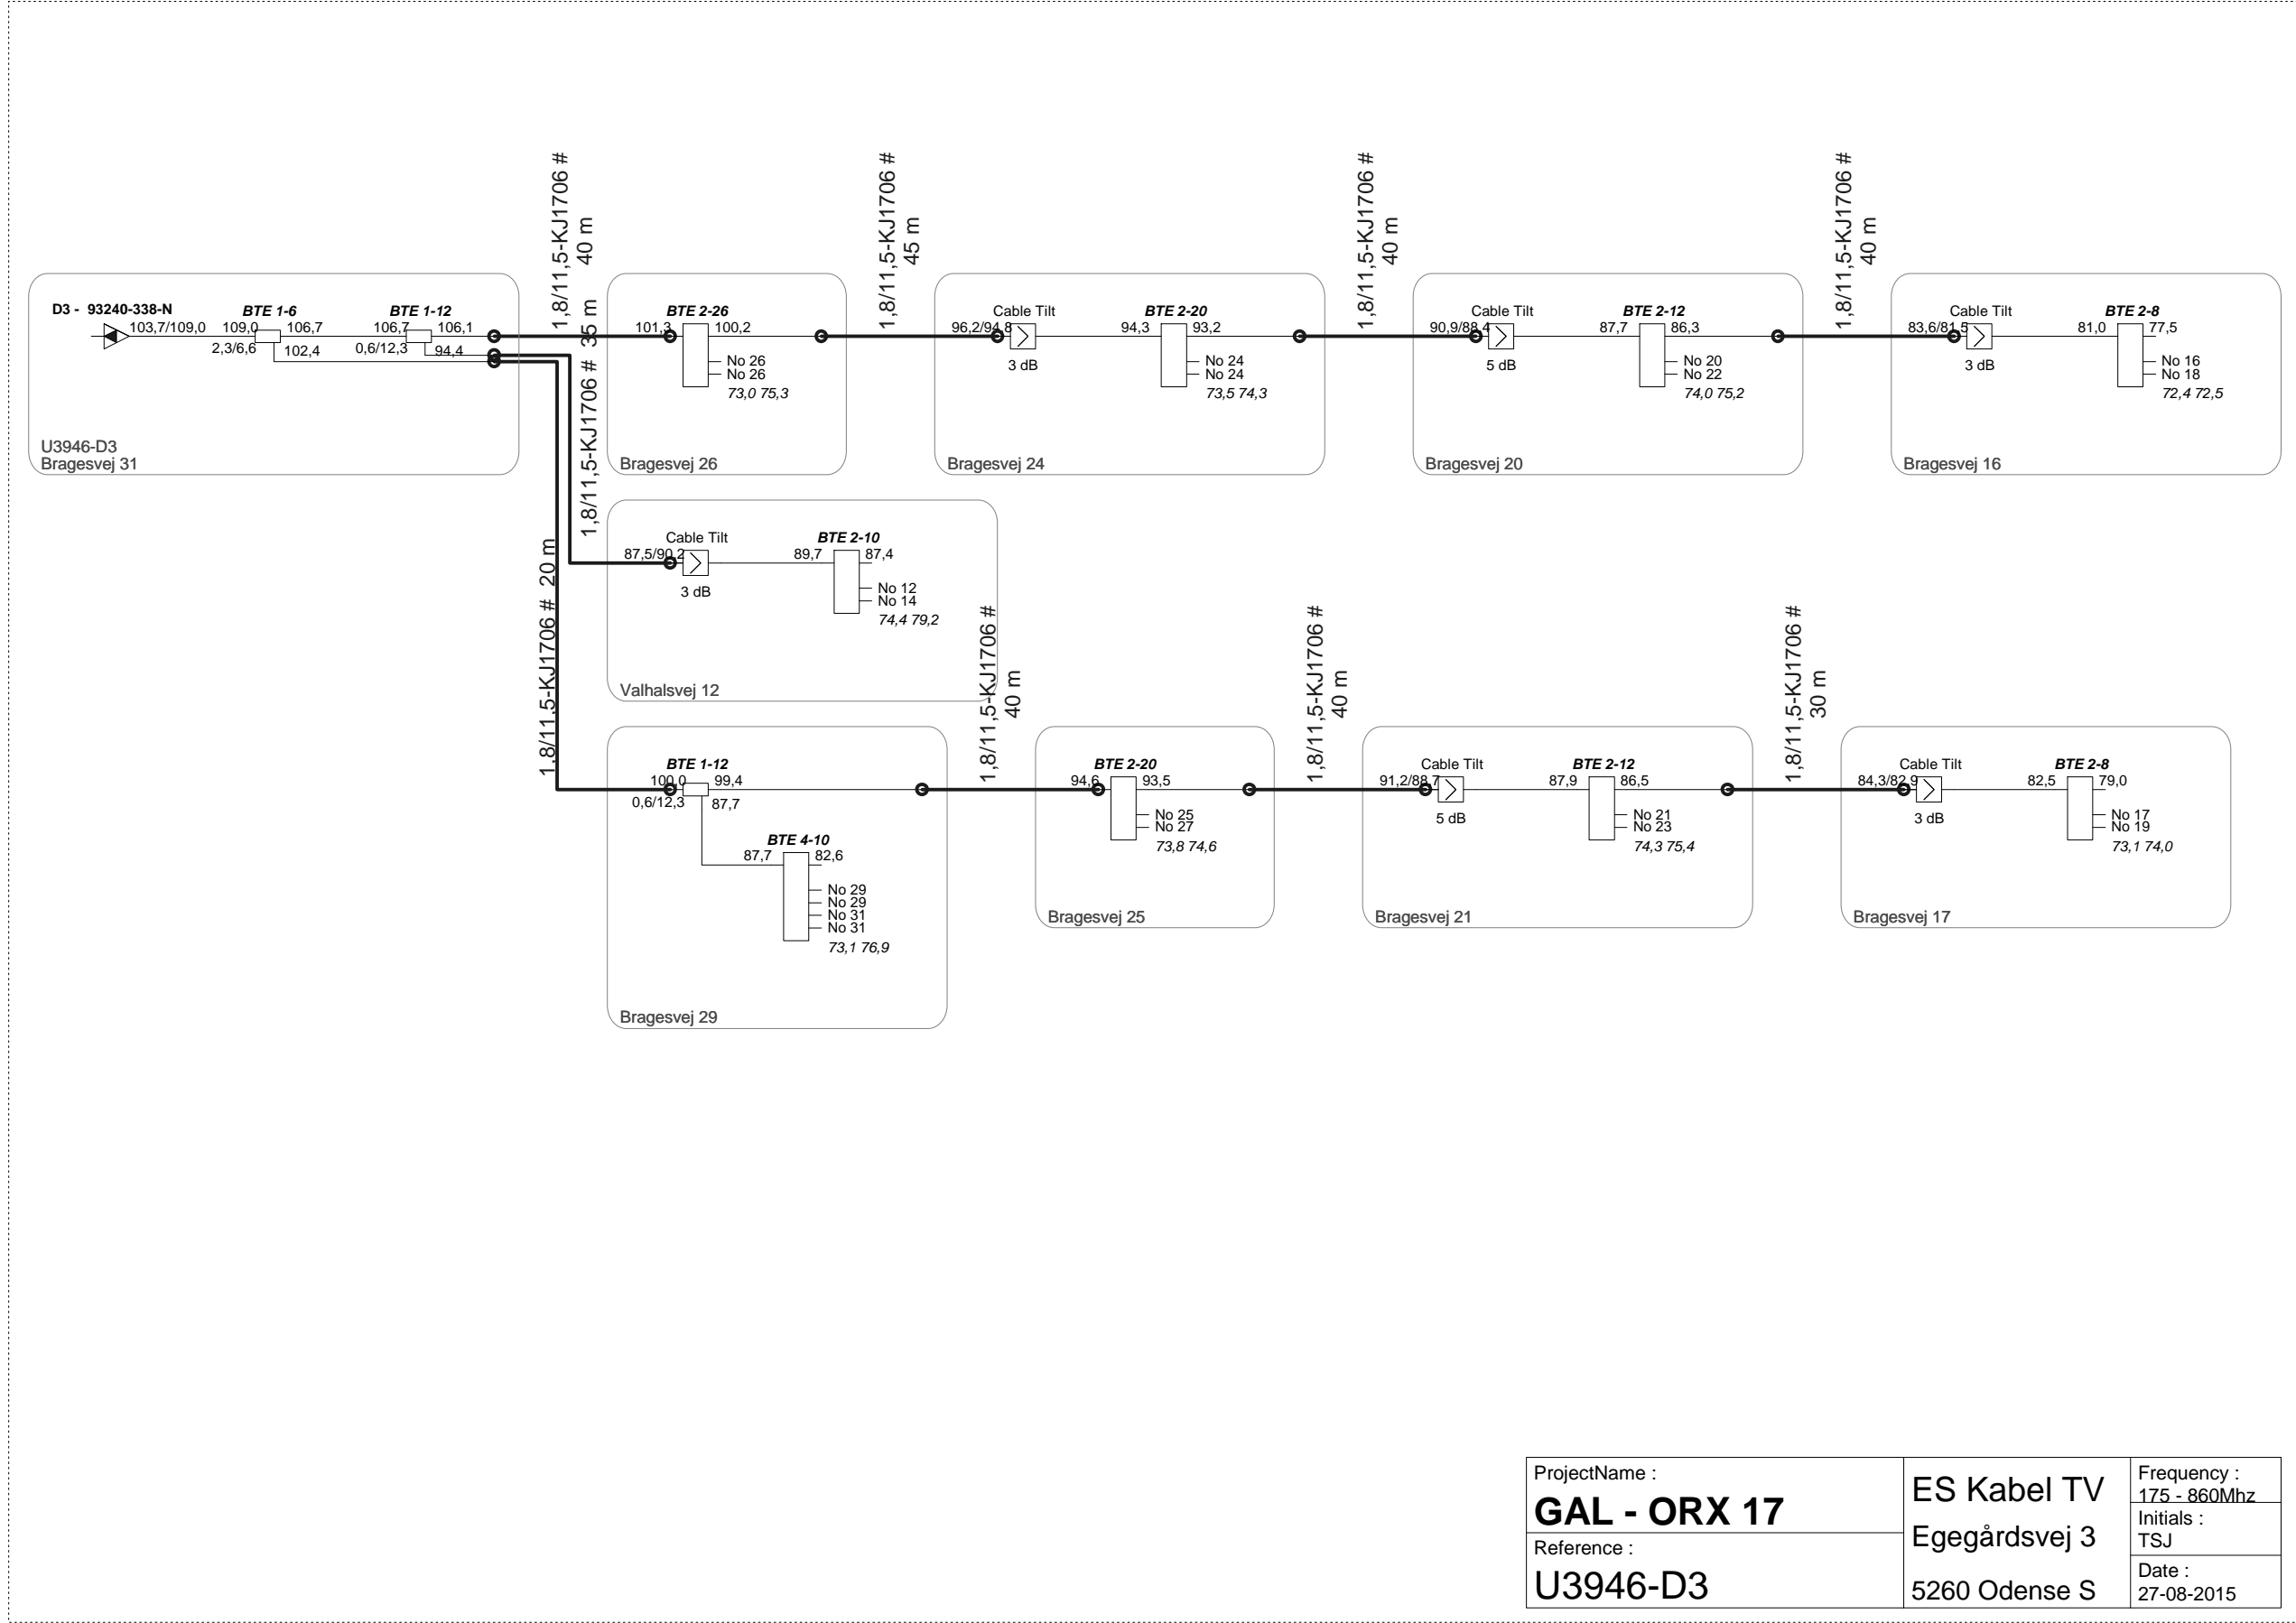 1,8/11,5-KJ1706 #
40 m
1,8/11,5-KJ1706 #
45 m
1,8/11,5-KJ1706 #
40 m
1,8/11,5-KJ1706 #
40 m
D3 - 93240-338-N
103,7/109,0
BTE 1-6
109,0
106,7
2,3/6,6
102,4
BTE 1-12
106,7
106,1
0,6/12,3
94,4
U3946-D3
Bragesvej 31
BTE 2-26
101,3
100,2
No 26
No 26
73,0 75,3
Bragesvej 26
Cable Tilt
96,2/94,8
3 dB
BTE 2-20
94,3
93,2
No 24
No 24
73,5 74,3
Bragesvej 24
Cable Tilt
90,9/88,4
5 dB
BTE 2-12
87,7
86,3
No 20
No 22
74,0 75,2
Bragesvej 20
Cable Tilt
83,6/81,5
3 dB
BTE 2-8
81,0
77,5
No 16
No 18
72,4 72,5
Bragesvej 16
1,8/11,5-KJ1706 # 35 m
Cable Tilt
87,5/90,2
3 dB
BTE 2-10
89,7
87,4
No 12
No 14
74,4 79,2
Valhalsvej 12
1,8/11,5-KJ1706 # 20 m
1,8/11,5-KJ1706 #
40 m
1,8/11,5-KJ1706 #
40 m
1,8/11,5-KJ1706 #
30 m
BTE 1-12
100,0
99,4
0,6/12,3
87,7
BTE 4-10
87,7
82,6
No 29
No 29
No 31
No 31
73,1 76,9
Bragesvej 29
BTE 2-20
94,6
93,5
No 25
No 27
73,8 74,6
Bragesvej 25
Cable Tilt
91,2/88,7
5 dB
BTE 2-12
87,9
86,5
No 21
No 23
74,3 75,4
Bragesvej 21
Cable Tilt
84,3/82,9
3 dB
BTE 2-8
82,5
79,0
No 17
No 19
73,1 74,0
Bragesvej 17
ProjectName :
GAL - ORX 17
Reference :
U3946-D3
ES Kabel TV
Egegårdsvej 3
5260 Odense S
Frequency :
175 - 860Mhz
Initials :
TSJ
Date :
27-08-2015